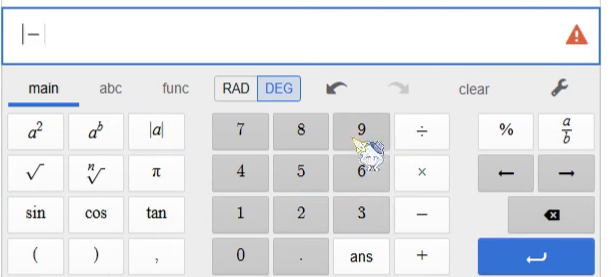 |−|
main abc func RAD DEG clear
a² aᵇ |a| 7 8 9 ÷ % a/b
√ ⁿ√ π 4 5 6 × ← →
sin cos tan 1 2 3 −
( ) , 0 . ans +